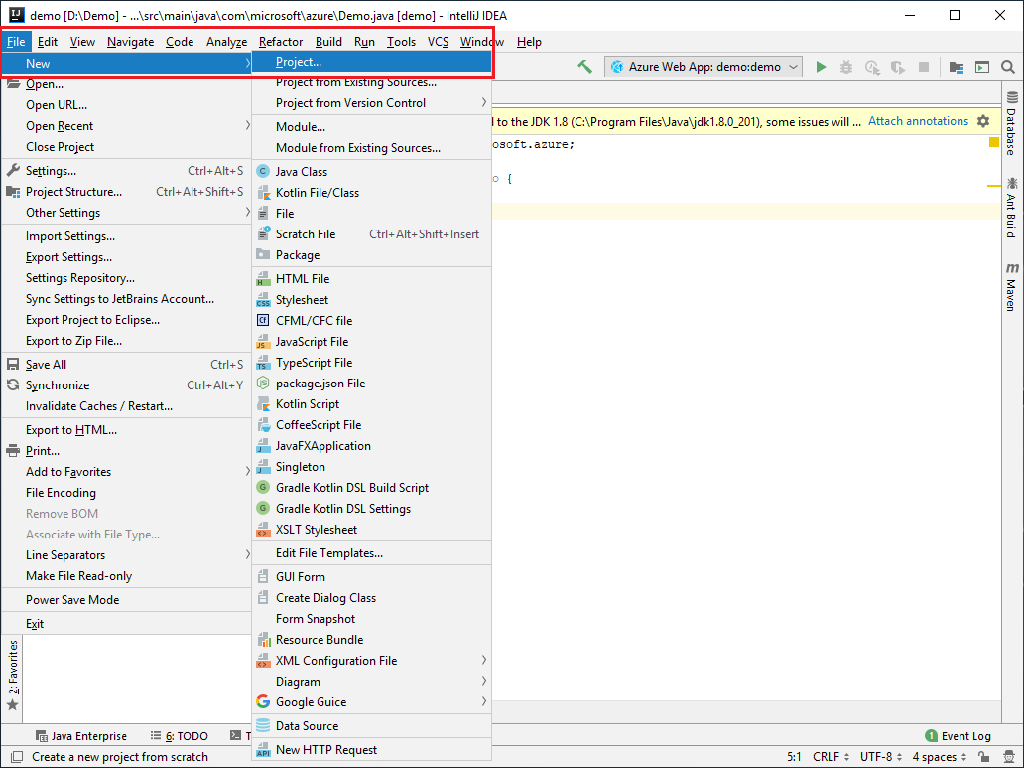 demo [D:\Demo] - ...\src\main\java\com\microsoft\azure\Demo.java [demo] - IntelliJ IDEA
File Edit View Navigate Code Analyze Refactor Build Run Tools VCS Window Help
New
Open...
Open URL...
Open Recent
Close Project
Settings... Ctrl+Alt+S
Project Structure... Ctrl+Alt+Shift+S
Other Settings
Import Settings...
Export Settings...
Settings Repository...
Sync Settings to JetBrains Account...
Export Project to Eclipse...
Export to Zip File...
Save All Ctrl+S
Synchronize Ctrl+Alt+Y
Invalidate Caches / Restart...
Export to HTML...
Print...
Add to Favorites
File Encoding
Remove BOM
Associate with File Type...
Line Separators
Make File Read-only
Power Save Mode
Exit
Project...
Project from Existing Sources...
Project from Version Control
Module...
Module from Existing Sources...
Java Class
Kotlin File/Class
File
Scratch File Ctrl+Alt+Shift+Insert
Package
HTML File
Stylesheet
CFML/CFC file
JavaScript File
TypeScript File
package.json File
Kotlin Script
CoffeeScript File
JavaFXApplication
Singleton
Gradle Kotlin DSL Build Script
Gradle Kotlin DSL Settings
XSLT Stylesheet
Edit File Templates...
GUI Form
Create Dialog Class
Form Snapshot
Resource Bundle
XML Configuration File
Diagram
Google Guice
Data Source
New HTTP Request
Azure Web App: demo:demo
l to the JDK 1.8 (C:\Program Files\Java\jdk1.8.0_201), some issues will ... Attach annotations
osoft.azure;
o {
Database
Ant Build
m Maven
2: Favorites
Java Enterprise 6: TODO T
Event Log
Create a new project from scratch
5:1 CRLF UTF-8 4 spaces